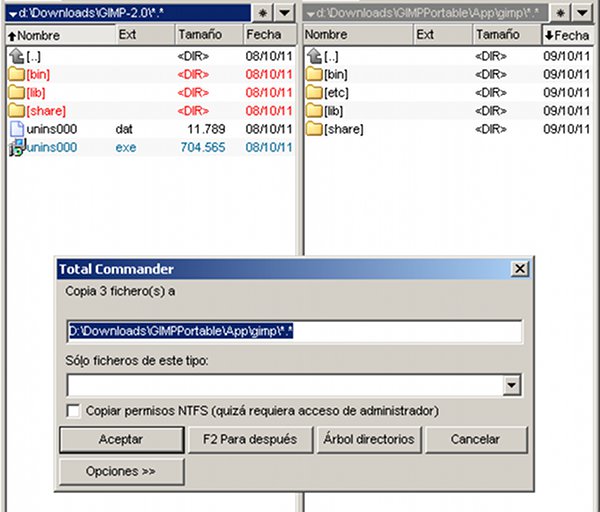 d:\Downloads\GIMP-2.0\*.*
Nombre Ext Tamaño Fecha
[..] <DIR> 08/10/11
[bin] <DIR> 08/10/11
[lib] <DIR> 08/10/11
[share] <DIR> 08/10/11
unins000 dat 11.789 08/10/11
unins000 exe 704.565 08/10/11
d:\Downloads\GIMPPortable\App\gimp\*.*
Nombre Ext Tamaño Fecha
[..] <DIR> 09/10/11
[bin] <DIR> 09/10/11
[etc] <DIR> 09/10/11
[lib] <DIR> 09/10/11
[share] <DIR> 09/10/11
Total Commander
Copia 3 fichero(s) a
D:\Downloads\GIMPPortable\App\gimp\*.*
Sólo ficheros de este tipo:
Copiar permisos NTFS (quizá requiera acceso de administrador)
Aceptar F2 Para después Árbol directorios Cancelar
Opciones >>